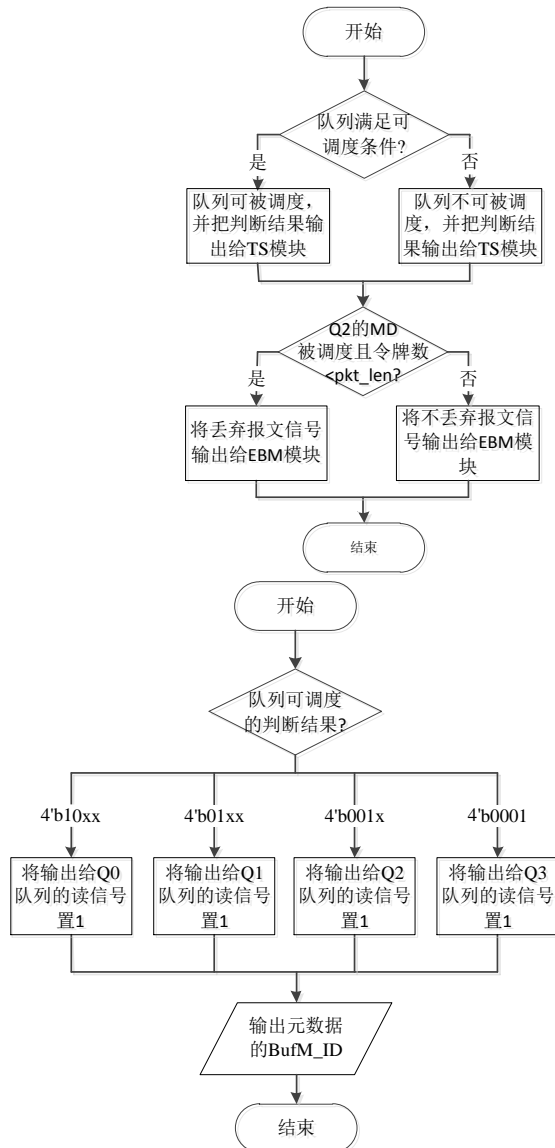 开始
队列满足可
调度条件?
是
否
队列可被调度，
并把判断结果输
出给TS模块
队列不可被调
度，并把判断结
果输出给TS模块
Q2的MD
被调度且令牌数
<pkt_len?
是
否
将丢弃报文信号
输出给EBM模块
将不丢弃报文信
号输出给EBM模
块
结束
开始
队列可调度
的判断结果?
4'b10xx
4'b01xx
4'b001x
4'b0001
将输出给Q0
队列的读信号
置1
将输出给Q1
队列的读信号
置1
将输出给Q2
队列的读信号
置1
将输出给Q3
队列的读信号
置1
输出元数据
的BufM_ID
结束